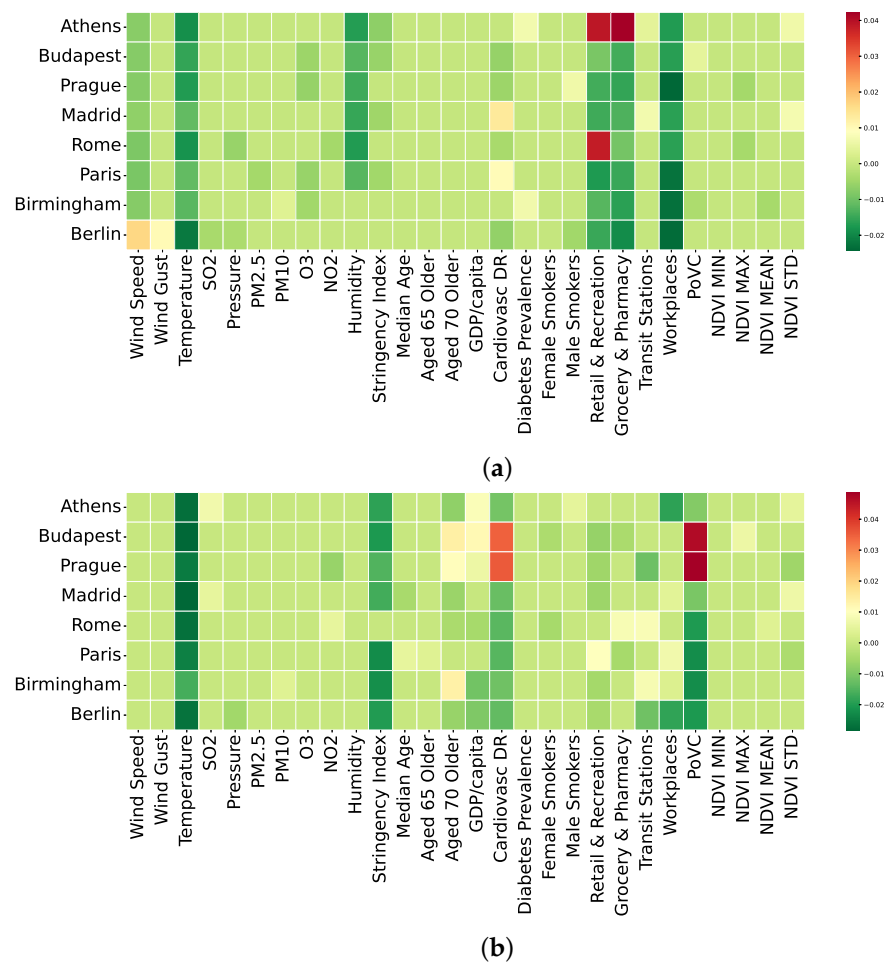 Athens
Budapest
Prague
Madrid
Rome
Paris
Birmingham
Berlin
0.04
0.03
0.02
0.01
0.00
−0.01
−0.02
Wind Speed
Wind Gust
Temperature
SO2
Pressure
PM2.5
PM10
O3
NO2
Humidity
Stringency Index
Median Age
Aged 65 Older
Aged 70 Older
GDP/capita
Cardiovasc DR
Diabetes Prevalence
Female Smokers
Male Smokers
Retail & Recreation
Grocery & Pharmacy
Transit Stations
Workplaces
PoVC
NDVI MIN
NDVI MAX
NDVI MEAN
NDVI STD
(a)
Athens
Budapest
Prague
Madrid
Rome
Paris
Birmingham
Berlin
0.04
0.03
0.02
0.01
0.00
−0.01
−0.02
Wind Speed
Wind Gust
Temperature
SO2
Pressure
PM2.5
PM10
O3
NO2
Humidity
Stringency Index
Median Age
Aged 65 Older
Aged 70 Older
GDP/capita
Cardiovasc DR
Diabetes Prevalence
Female Smokers
Male Smokers
Retail & Recreation
Grocery & Pharmacy
Transit Stations
Workplaces
PoVC
NDVI MIN
NDVI MAX
NDVI MEAN
NDVI STD
(b)